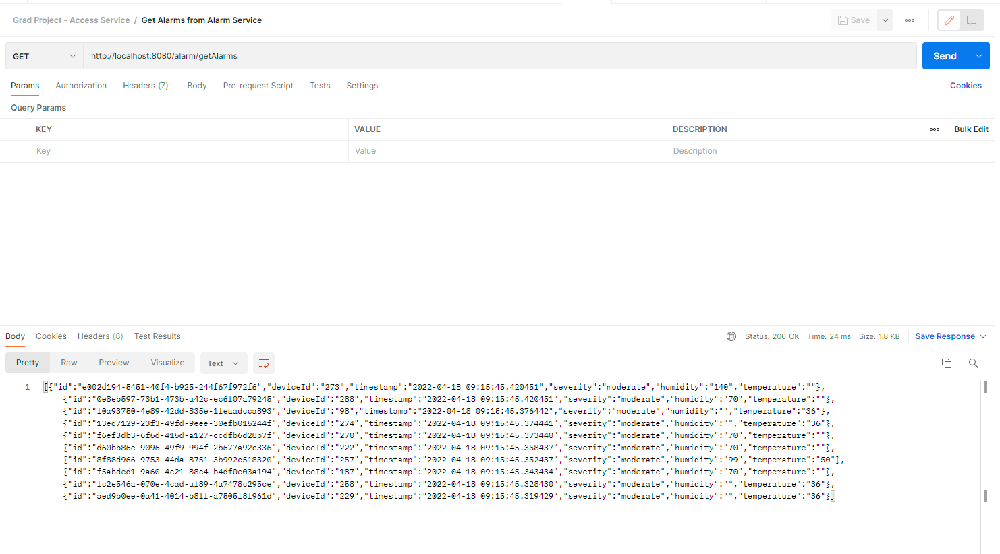 Grad Project - Access Service / Get Alarms from Alarm Service
Save
GET http://localhost:8080/alarm/getAlarms Send
Params Authorization Headers (7) Body Pre-request Script Tests Settings Cookies
Query Params
KEY VALUE DESCRIPTION Bulk Edit
Key Value Description
Body Cookies Headers (8) Test Results Status: 200 OK Time: 24 ms Size: 1.8 KB Save Response
Pretty Raw Preview Visualize Text
1 [{"id":"e002d194-5451-40f4-b925-244f67f972f6","deviceId":"273","timestamp":"2022-04-18 09:15:45.420451","severity":"moderate","humidity":"140","temperature":""},
{"id":"0e8eb597-73b1-473b-a42c-ec6f07a79245","deviceId":"288","timestamp":"2022-04-18 09:15:45.420451","severity":"moderate","humidity":"70","temperature":""},
{"id":"f0a93750-4e89-42dd-835e-1feaadcca893","deviceId":"98","timestamp":"2022-04-18 09:15:45.376442","severity":"moderate","humidity":"","temperature":"36"},
{"id":"13ed7129-23f3-49fd-9eee-30efb015244f","deviceId":"274","timestamp":"2022-04-18 09:15:45.374441","severity":"moderate","humidity":"","temperature":"36"},
{"id":"f6ef3db3-6f6d-415d-a127-ccdfb6d28b7f","deviceId":"270","timestamp":"2022-04-18 09:15:45.373440","severity":"moderate","humidity":"70","temperature":""},
{"id":"d60bb86e-9096-49f9-994f-2b677a92c336","deviceId":"222","timestamp":"2022-04-18 09:15:45.358437","severity":"moderate","humidity":"70","temperature":""},
{"id":"8f88d966-9753-44da-8751-3b992c518320","deviceId":"257","timestamp":"2022-04-18 09:15:45.352437","severity":"moderate","humidity":"99","temperature":"50"},
{"id":"f5abded1-9a60-4c21-88c4-b4df0e03a194","deviceId":"187","timestamp":"2022-04-18 09:15:45.343434","severity":"moderate","humidity":"70","temperature":""},
{"id":"fc2e546a-070e-4cad-af89-4a7478c295ce","deviceId":"258","timestamp":"2022-04-18 09:15:45.328430","severity":"moderate","humidity":"","temperature":"36"},
{"id":"aed9b0ee-0a41-4014-b8ff-a7505f8f961d","deviceId":"229","timestamp":"2022-04-18 09:15:45.319429","severity":"moderate","humidity":"","temperature":"36"}]